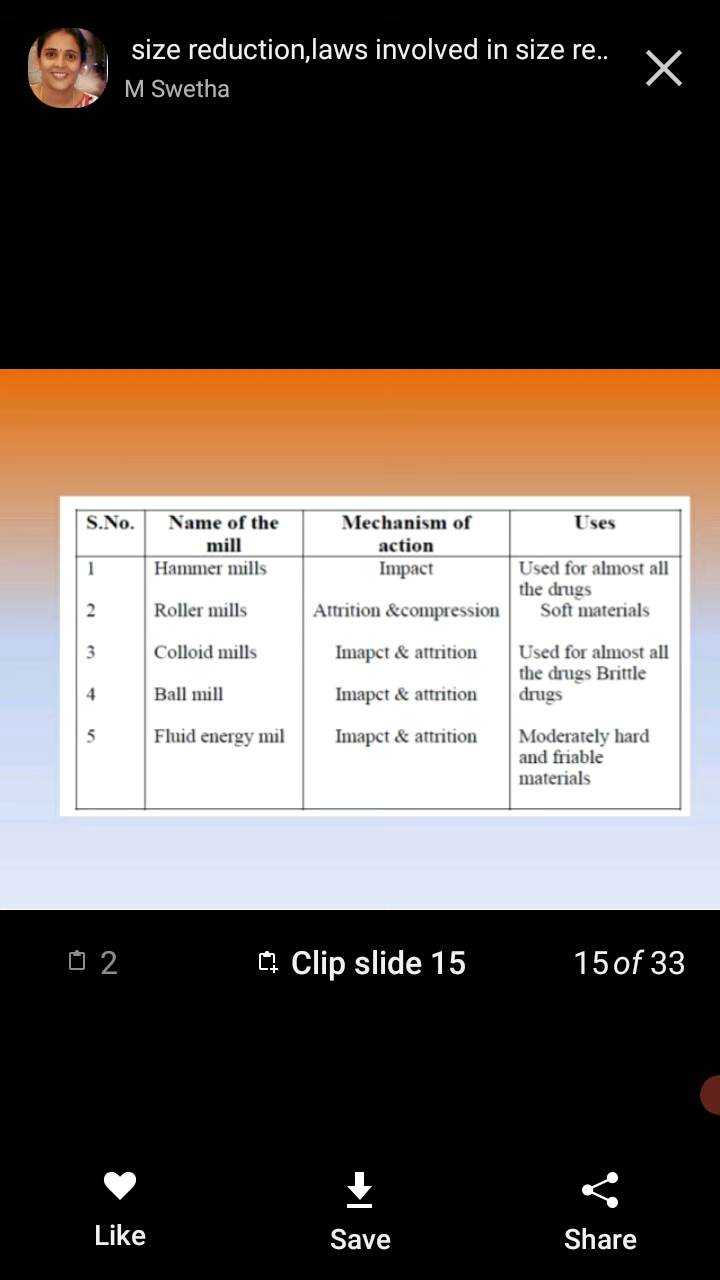 size reduction,laws involved in size re..
M Swetha
S.No. Name of the mill Mechanism of action Uses
1 Hammer mills Impact Used for almost all the drugs
2 Roller mills Attrition &compression Soft materials
3 Colloid mills Imapct & attrition Used for almost all the drugs Brittle
4 Ball mill Imapct & attrition drugs
5 Fluid energy mil Imapct & attrition Moderately hard and friable materials
2
Clip slide 15
15 of 33
Like
Save
Share